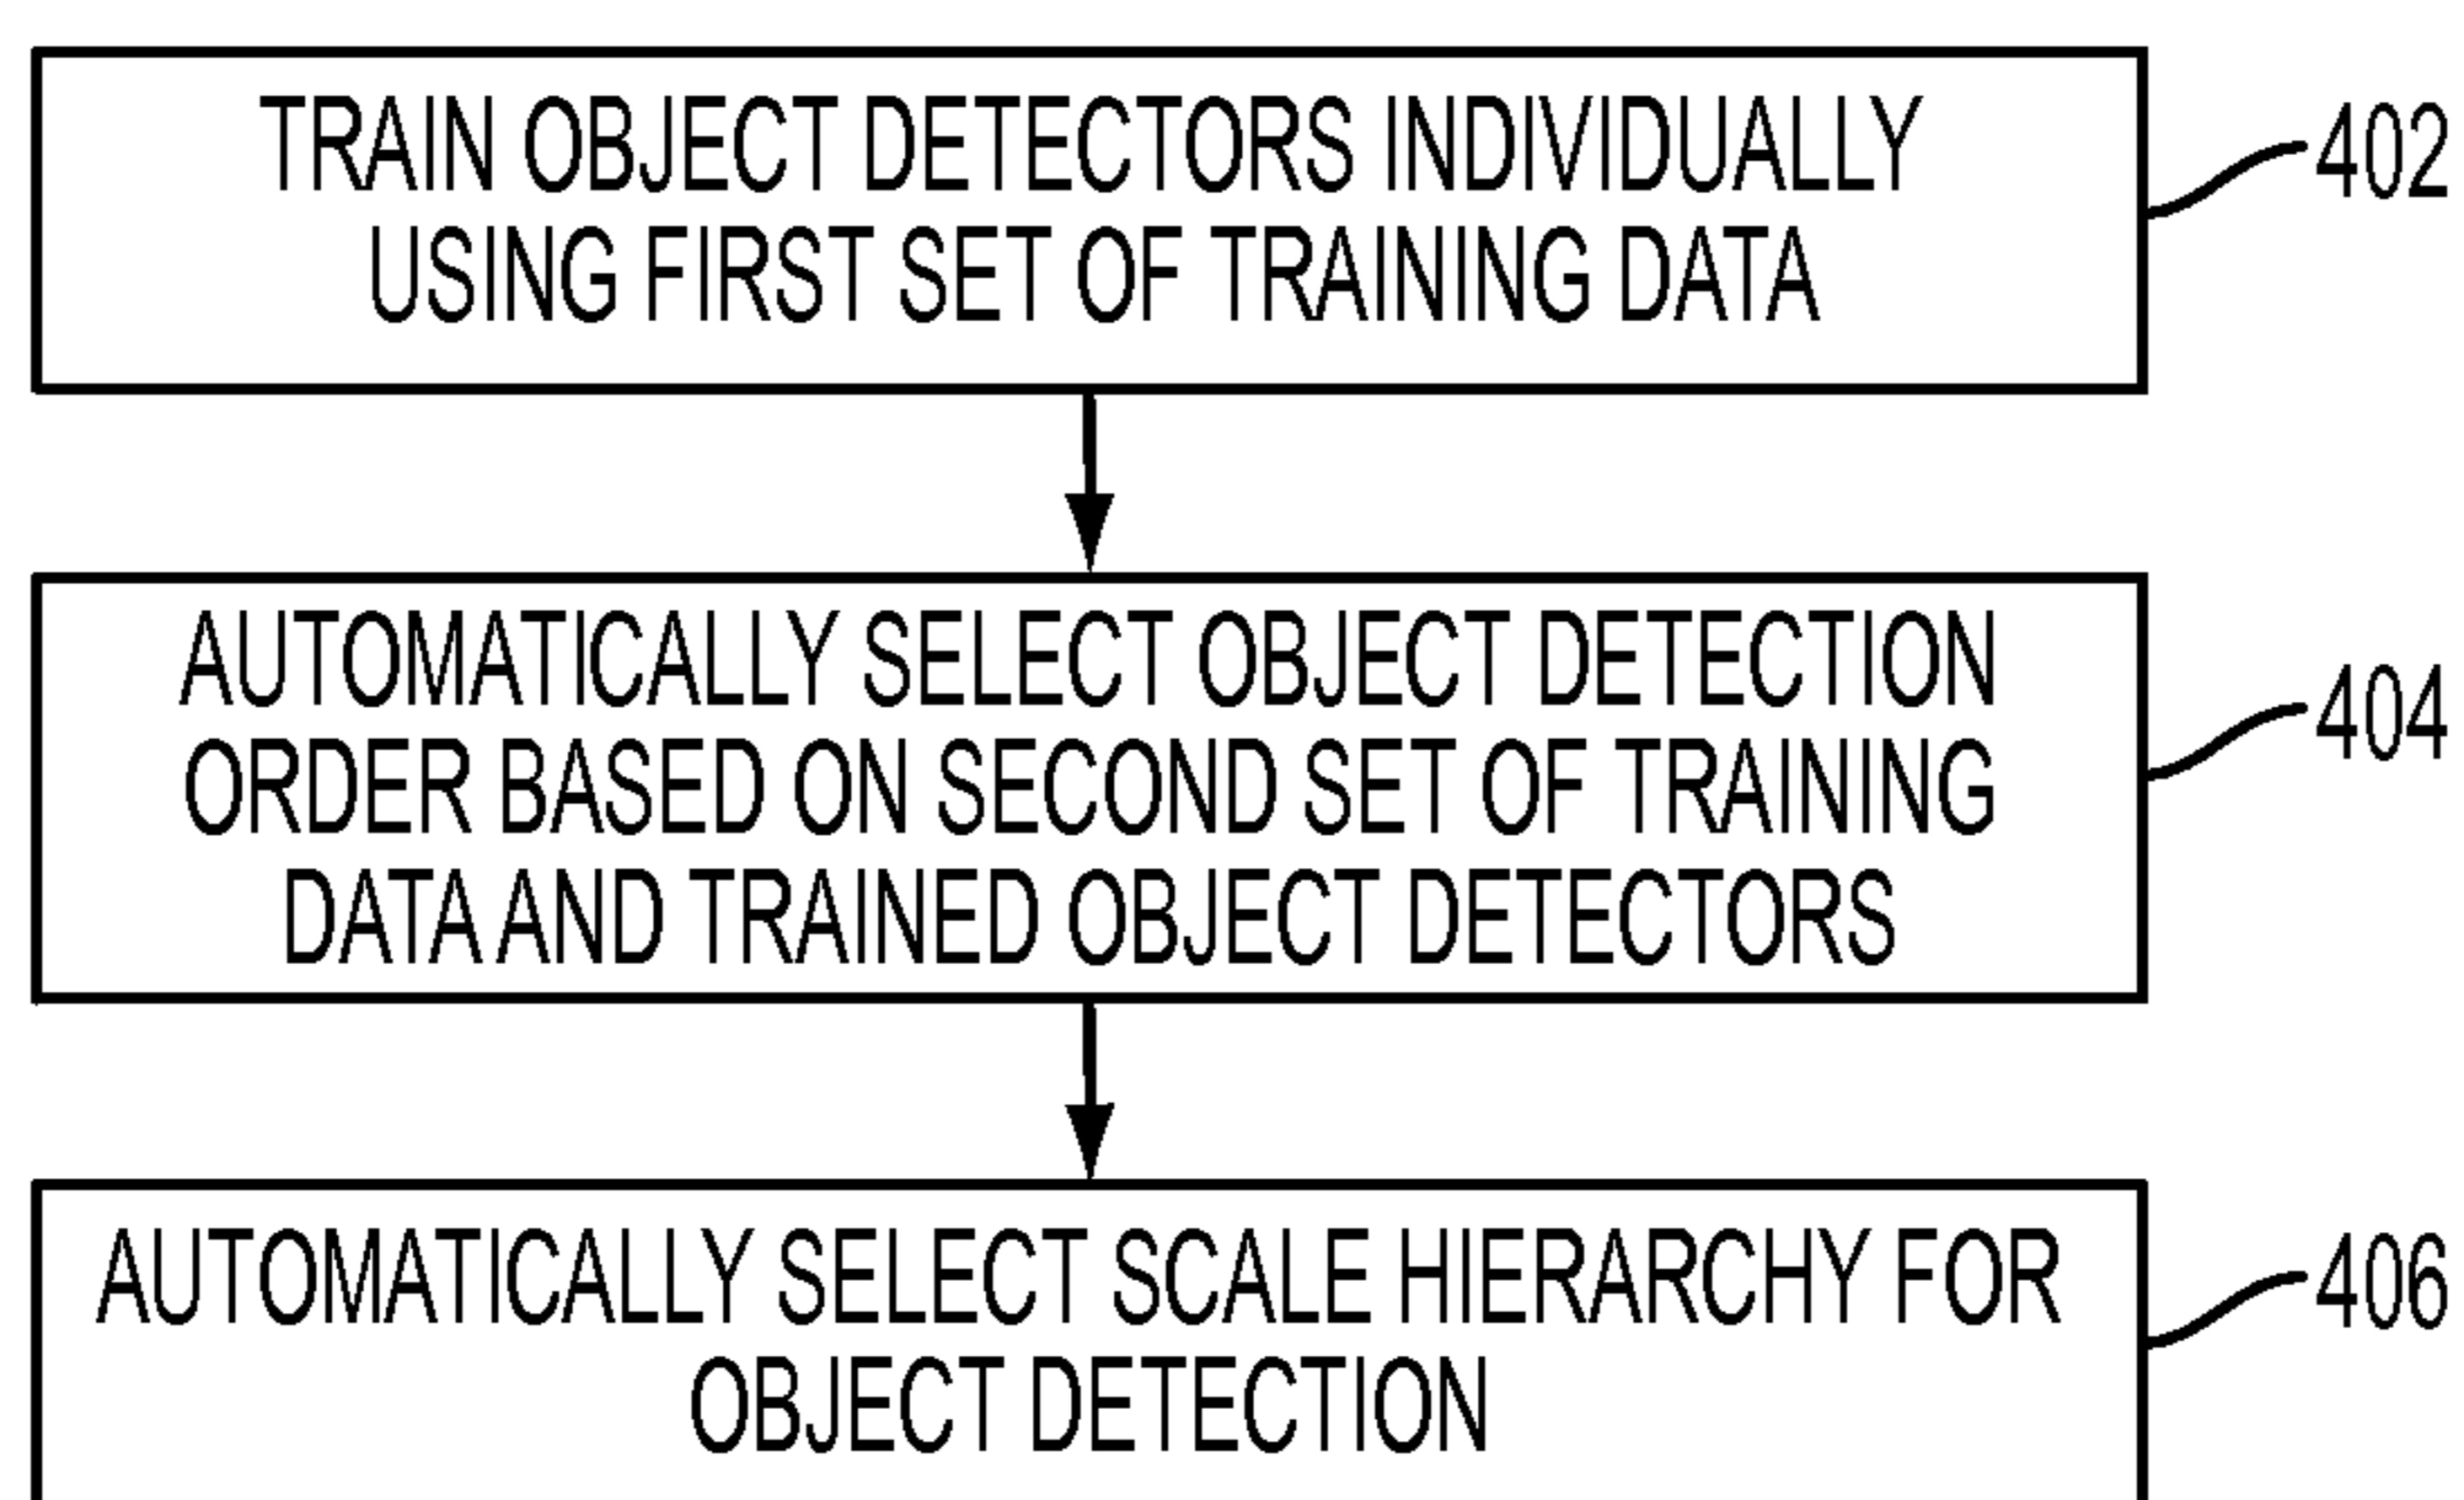 TRAIN OBJECT DETECTORS INDIVIDUALLY
USING FIRST SET OF TRAINING DATA
402
AUTOMATICALLY SELECT OBJECT DETECTION
ORDER BASED ON SECOND SET OF TRAINING
DATA AND TRAINED OBJECT DETECTORS
404
AUTOMATICALLY SELECT SCALE HIERARCHY FOR
OBJECT DETECTION
406